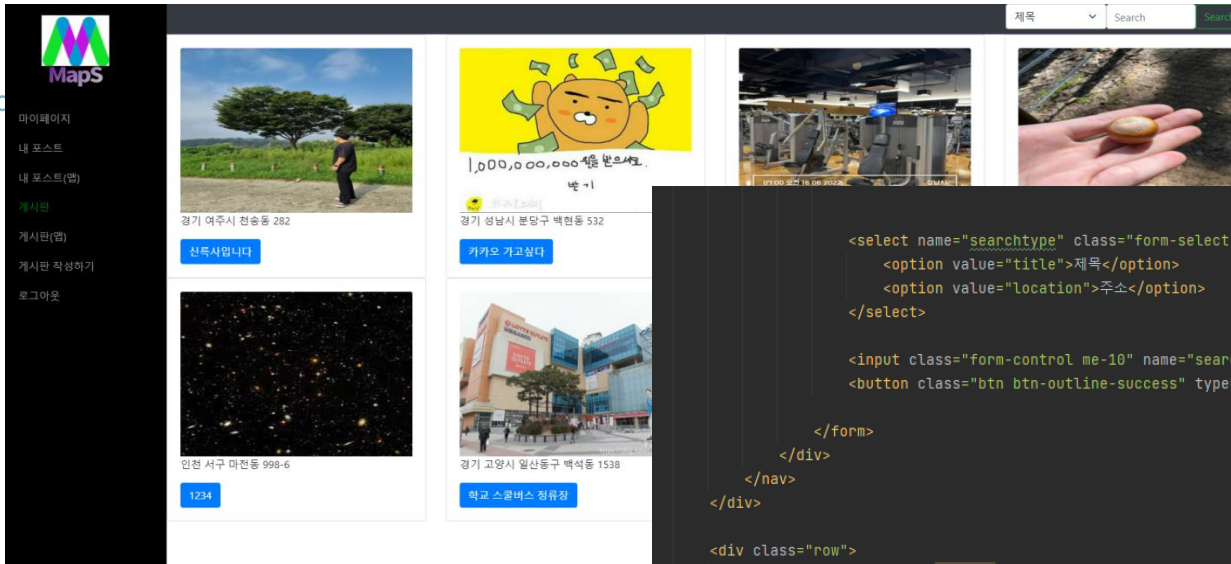 제목
Search
Search
MapS
마이페이지
내 포스트
내 포스트(맵)
게시판
게시판(맵)
게시판 작성하기
로그아웃
경기 여주시 천송동 282
신륵사입니다
1,000,000,000원을 받으세요.
받기
경기 성남시 분당구 백현동 532
카카오 가고싶다
인천 서구 마전동 998-6
1234
LOTTE OUTLETS
경기 고양시 일산동구 백석동 1538
학교 스쿨버스 정류장
<select name="searchtype" class="form-select
<option value="title">제목</option>
<option value="location">주소</option>
</select>
<input class="form-control me-10" name="sear
<button class="btn btn-outline-success" type
</form>
</div>
</nav>
</div>
<div class="row">